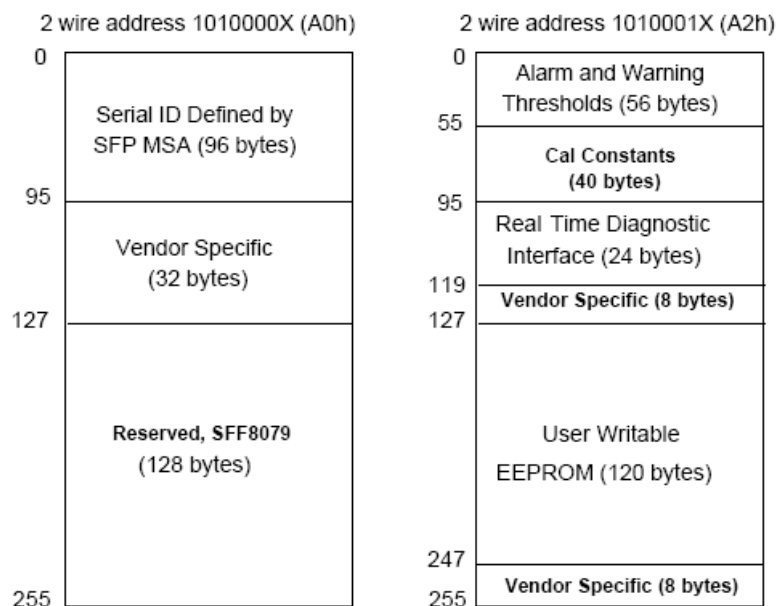 2 wire address 1010000X (A0h)
0
Serial ID Defined by
SFP MSA (96 bytes)
95
Vendor Specific
(32 bytes)
127
Reserved, SFF8079
(128 bytes)
255
2 wire address 1010001X (A2h)
0
Alarm and Warning
Thresholds (56 bytes)
55
Cal Constants
(40 bytes)
95
Real Time Diagnostic
Interface (24 bytes)
119
Vendor Specific (8 bytes)
127
User Writable
EEPROM (120 bytes)
247
Vendor Specific (8 bytes)
255